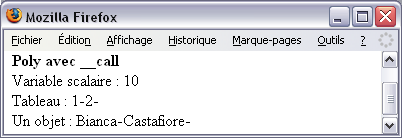 Mozilla Firefox
Fichier Édition Affichage Historique Marque-pages Outils ?
Poly avec __call
Variable scalaire : 10
Tableau : 1-2-
Un objet : Bianca-Castafiore-